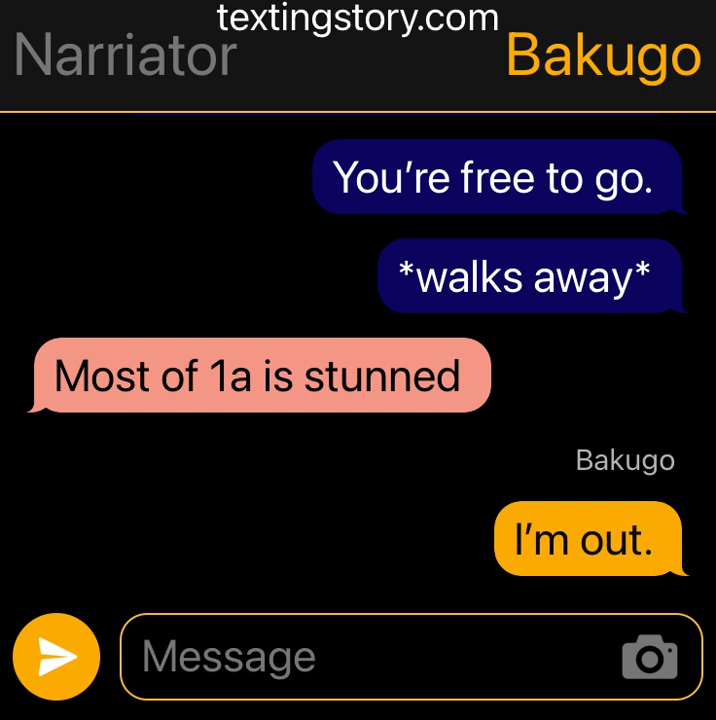 textingstory.com
Narriator
Bakugo
You’re free to go.
*walks away*
Most of 1a is stunned
Bakugo
I’m out.
Message